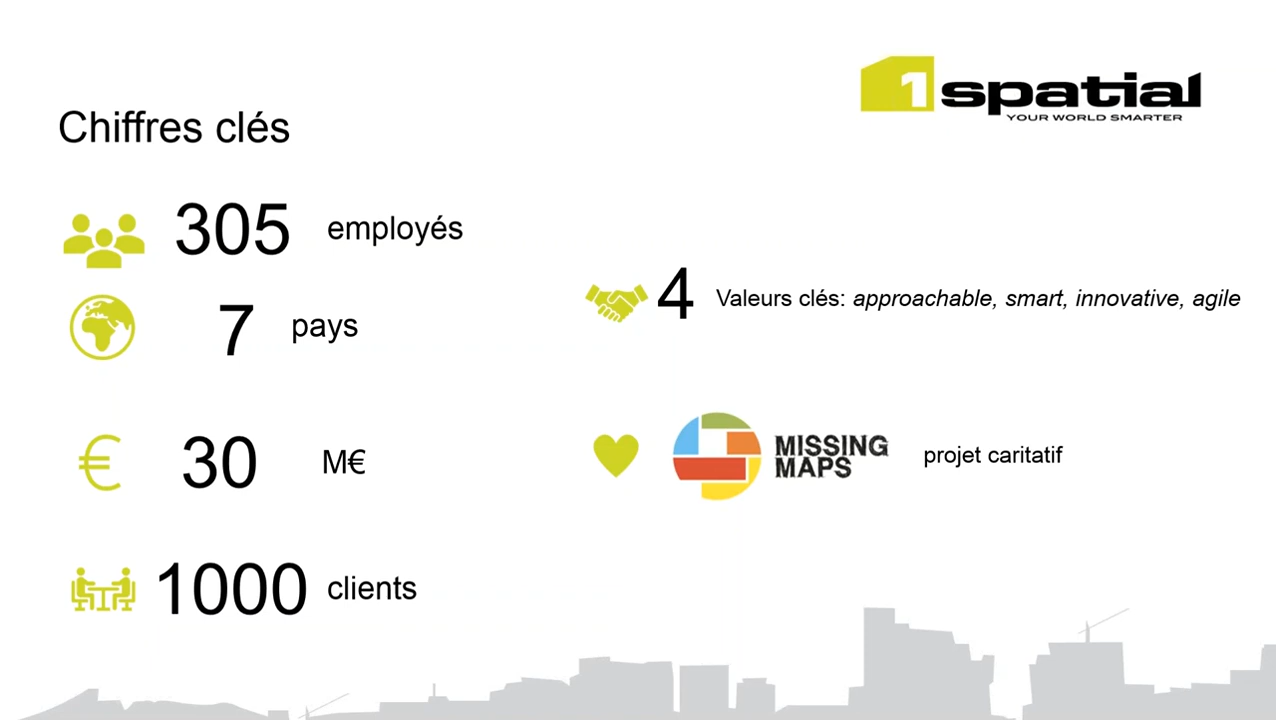 1spatial
YOUR WORLD SMARTER
Chiffres clés
305 employés
7 pays
€ 30 M€
1000 clients
4 Valeurs clés: approachable, smart, innovative, agile
MISSING
MAPS
projet caritatif